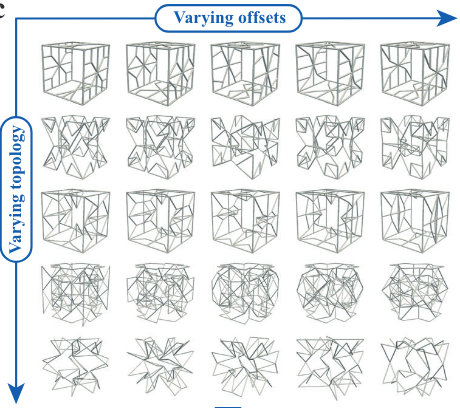 c
Varying offsets
Varying topology